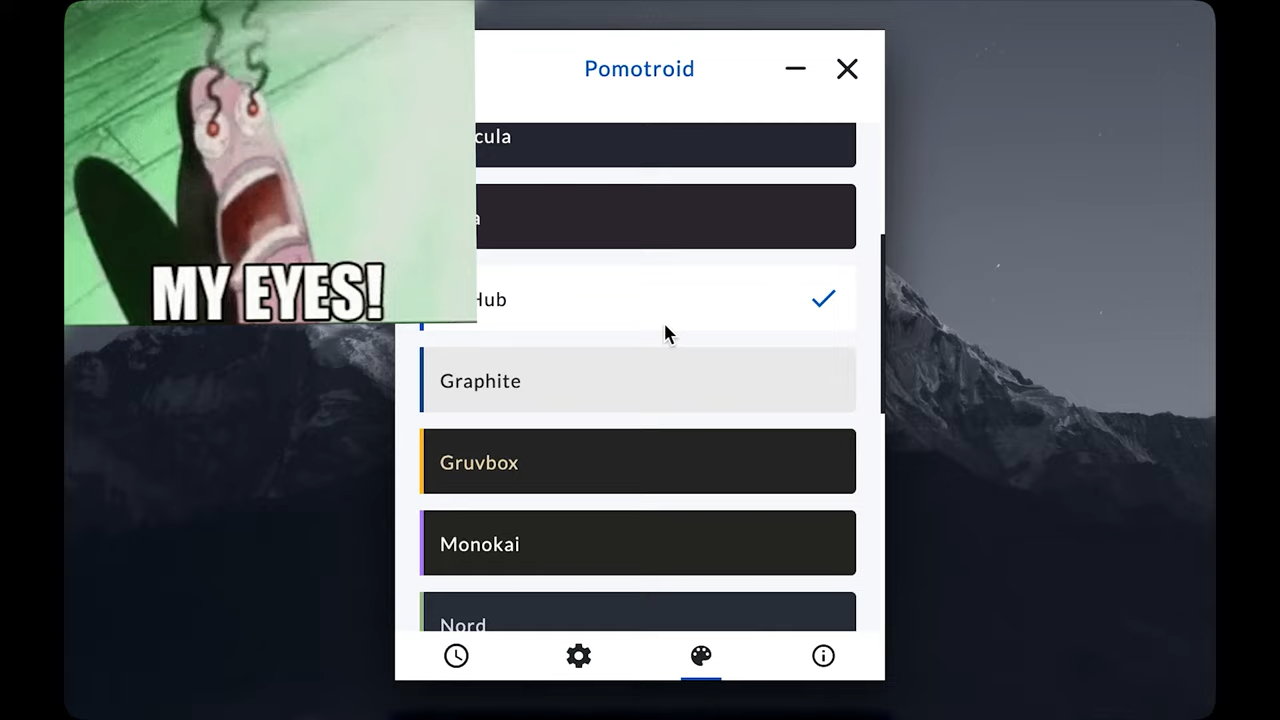 Pomotroid
cula
a
Hub
MY EYES!
Graphite
Gruvbox
Monokai
Nord